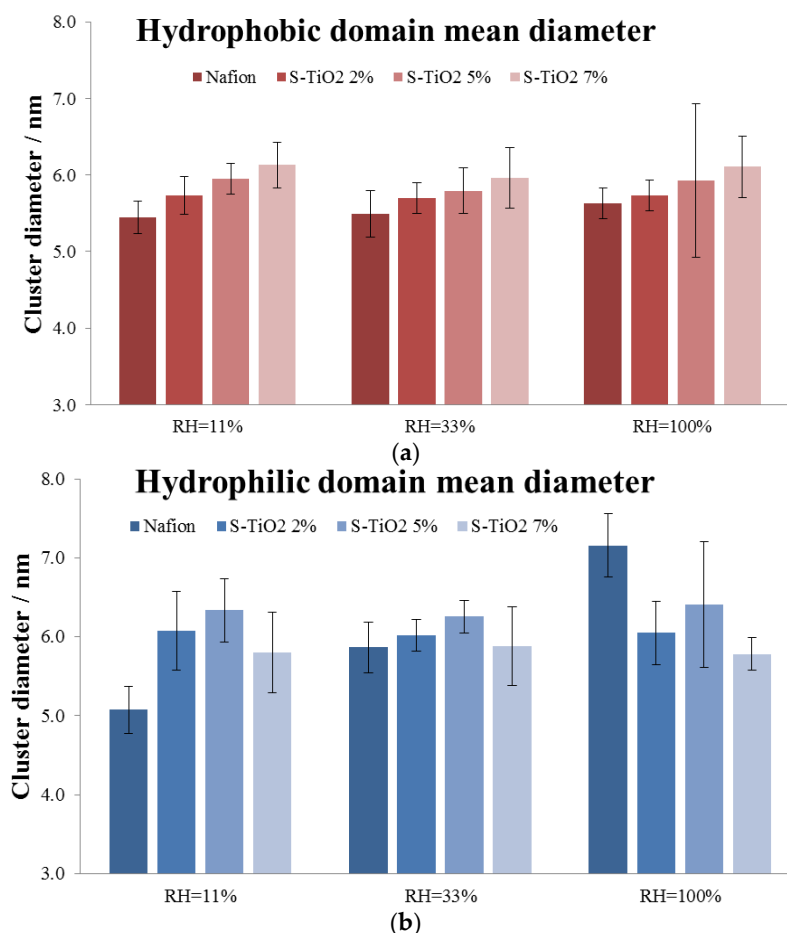 Hydrophobic domain mean diameter
Nafion S-TiO2 2% S-TiO2 5% S-TiO2 7%
Cluster diameter / nm
8.0
7.0
6.0
5.0
4.0
3.0
RH=11% RH=33% RH=100%
(a)
Hydrophilic domain mean diameter
Nafion S-TiO2 2% S-TiO2 5% S-TiO2 7%
Cluster diameter / nm
8.0
7.0
6.0
5.0
4.0
3.0
RH=11% RH=33% RH=100%
(b)